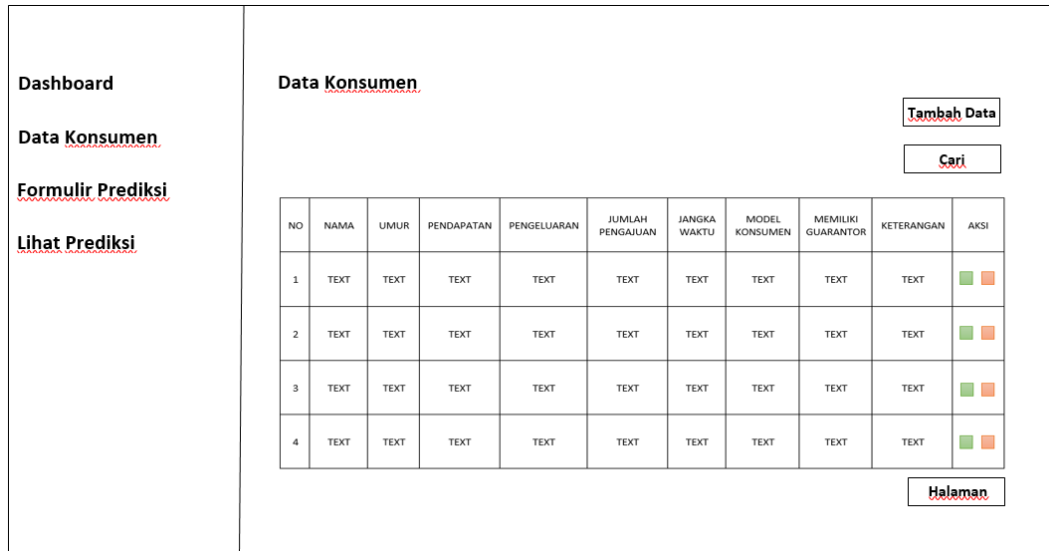 Dashboard
Data Konsumen
Formulir Prediksi
Lihat Prediksi
Data Konsumen
Tambah Data
Cari
NO NAMA UMUR PENDAPATAN PENGELUARAN JUMLAH PENGAJUAN JANGKA WAKTU MODEL KONSUMEN MEMILIKI GUARANTOR KETERANGAN AKSI
1 TEXT TEXT TEXT TEXT TEXT TEXT TEXT TEXT TEXT
2 TEXT TEXT TEXT TEXT TEXT TEXT TEXT TEXT TEXT
3 TEXT TEXT TEXT TEXT TEXT TEXT TEXT TEXT TEXT
4 TEXT TEXT TEXT TEXT TEXT TEXT TEXT TEXT TEXT
Halaman